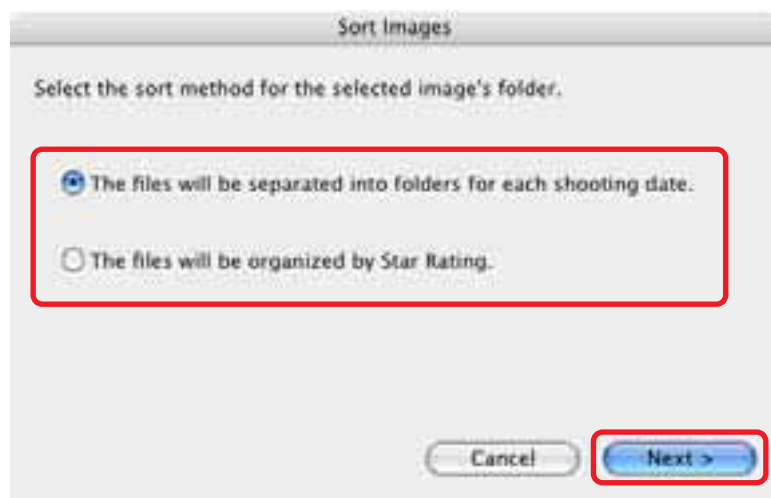 Sort Images
Select the sort method for the selected image's folder.
The files will be separated into folders for each shooting date.
The files will be organized by Star Rating.
Cancel
Next >